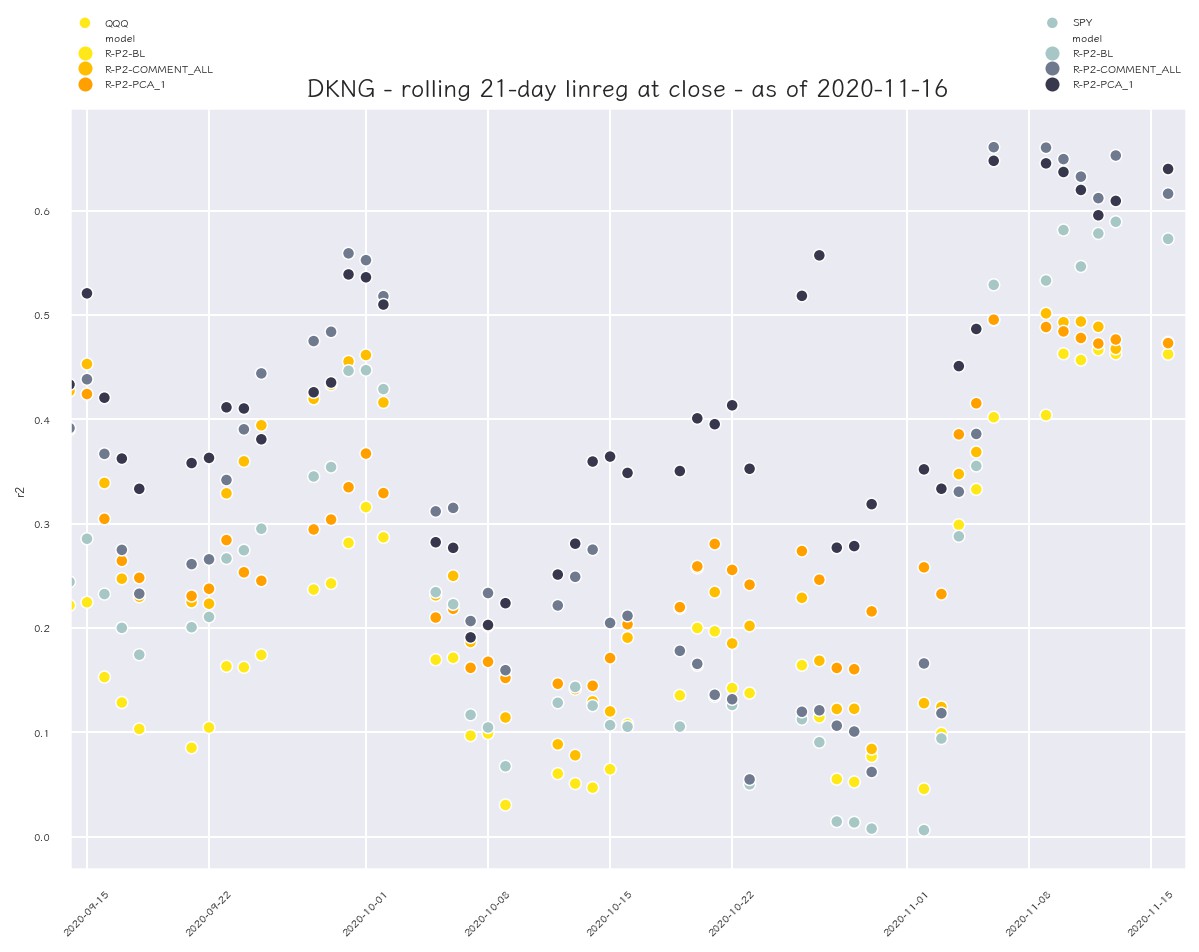 QQQ
model
R-P2-BL
R-P2-COMMENT_ALL
R-P2-PCA_1
SPY
model
R-P2-BL
R-P2-COMMENT_ALL
R-P2-PCA_1
DKNG - rolling 21-day linreg at close - as of 2020-11-16
r2
0.6
0.5
0.4
0.3
0.2
0.1
0.0
2020-09-15
2020-09-22
2020-10-01
2020-10-08
2020-10-15
2020-10-22
2020-11-01
2020-11-08
2020-11-15